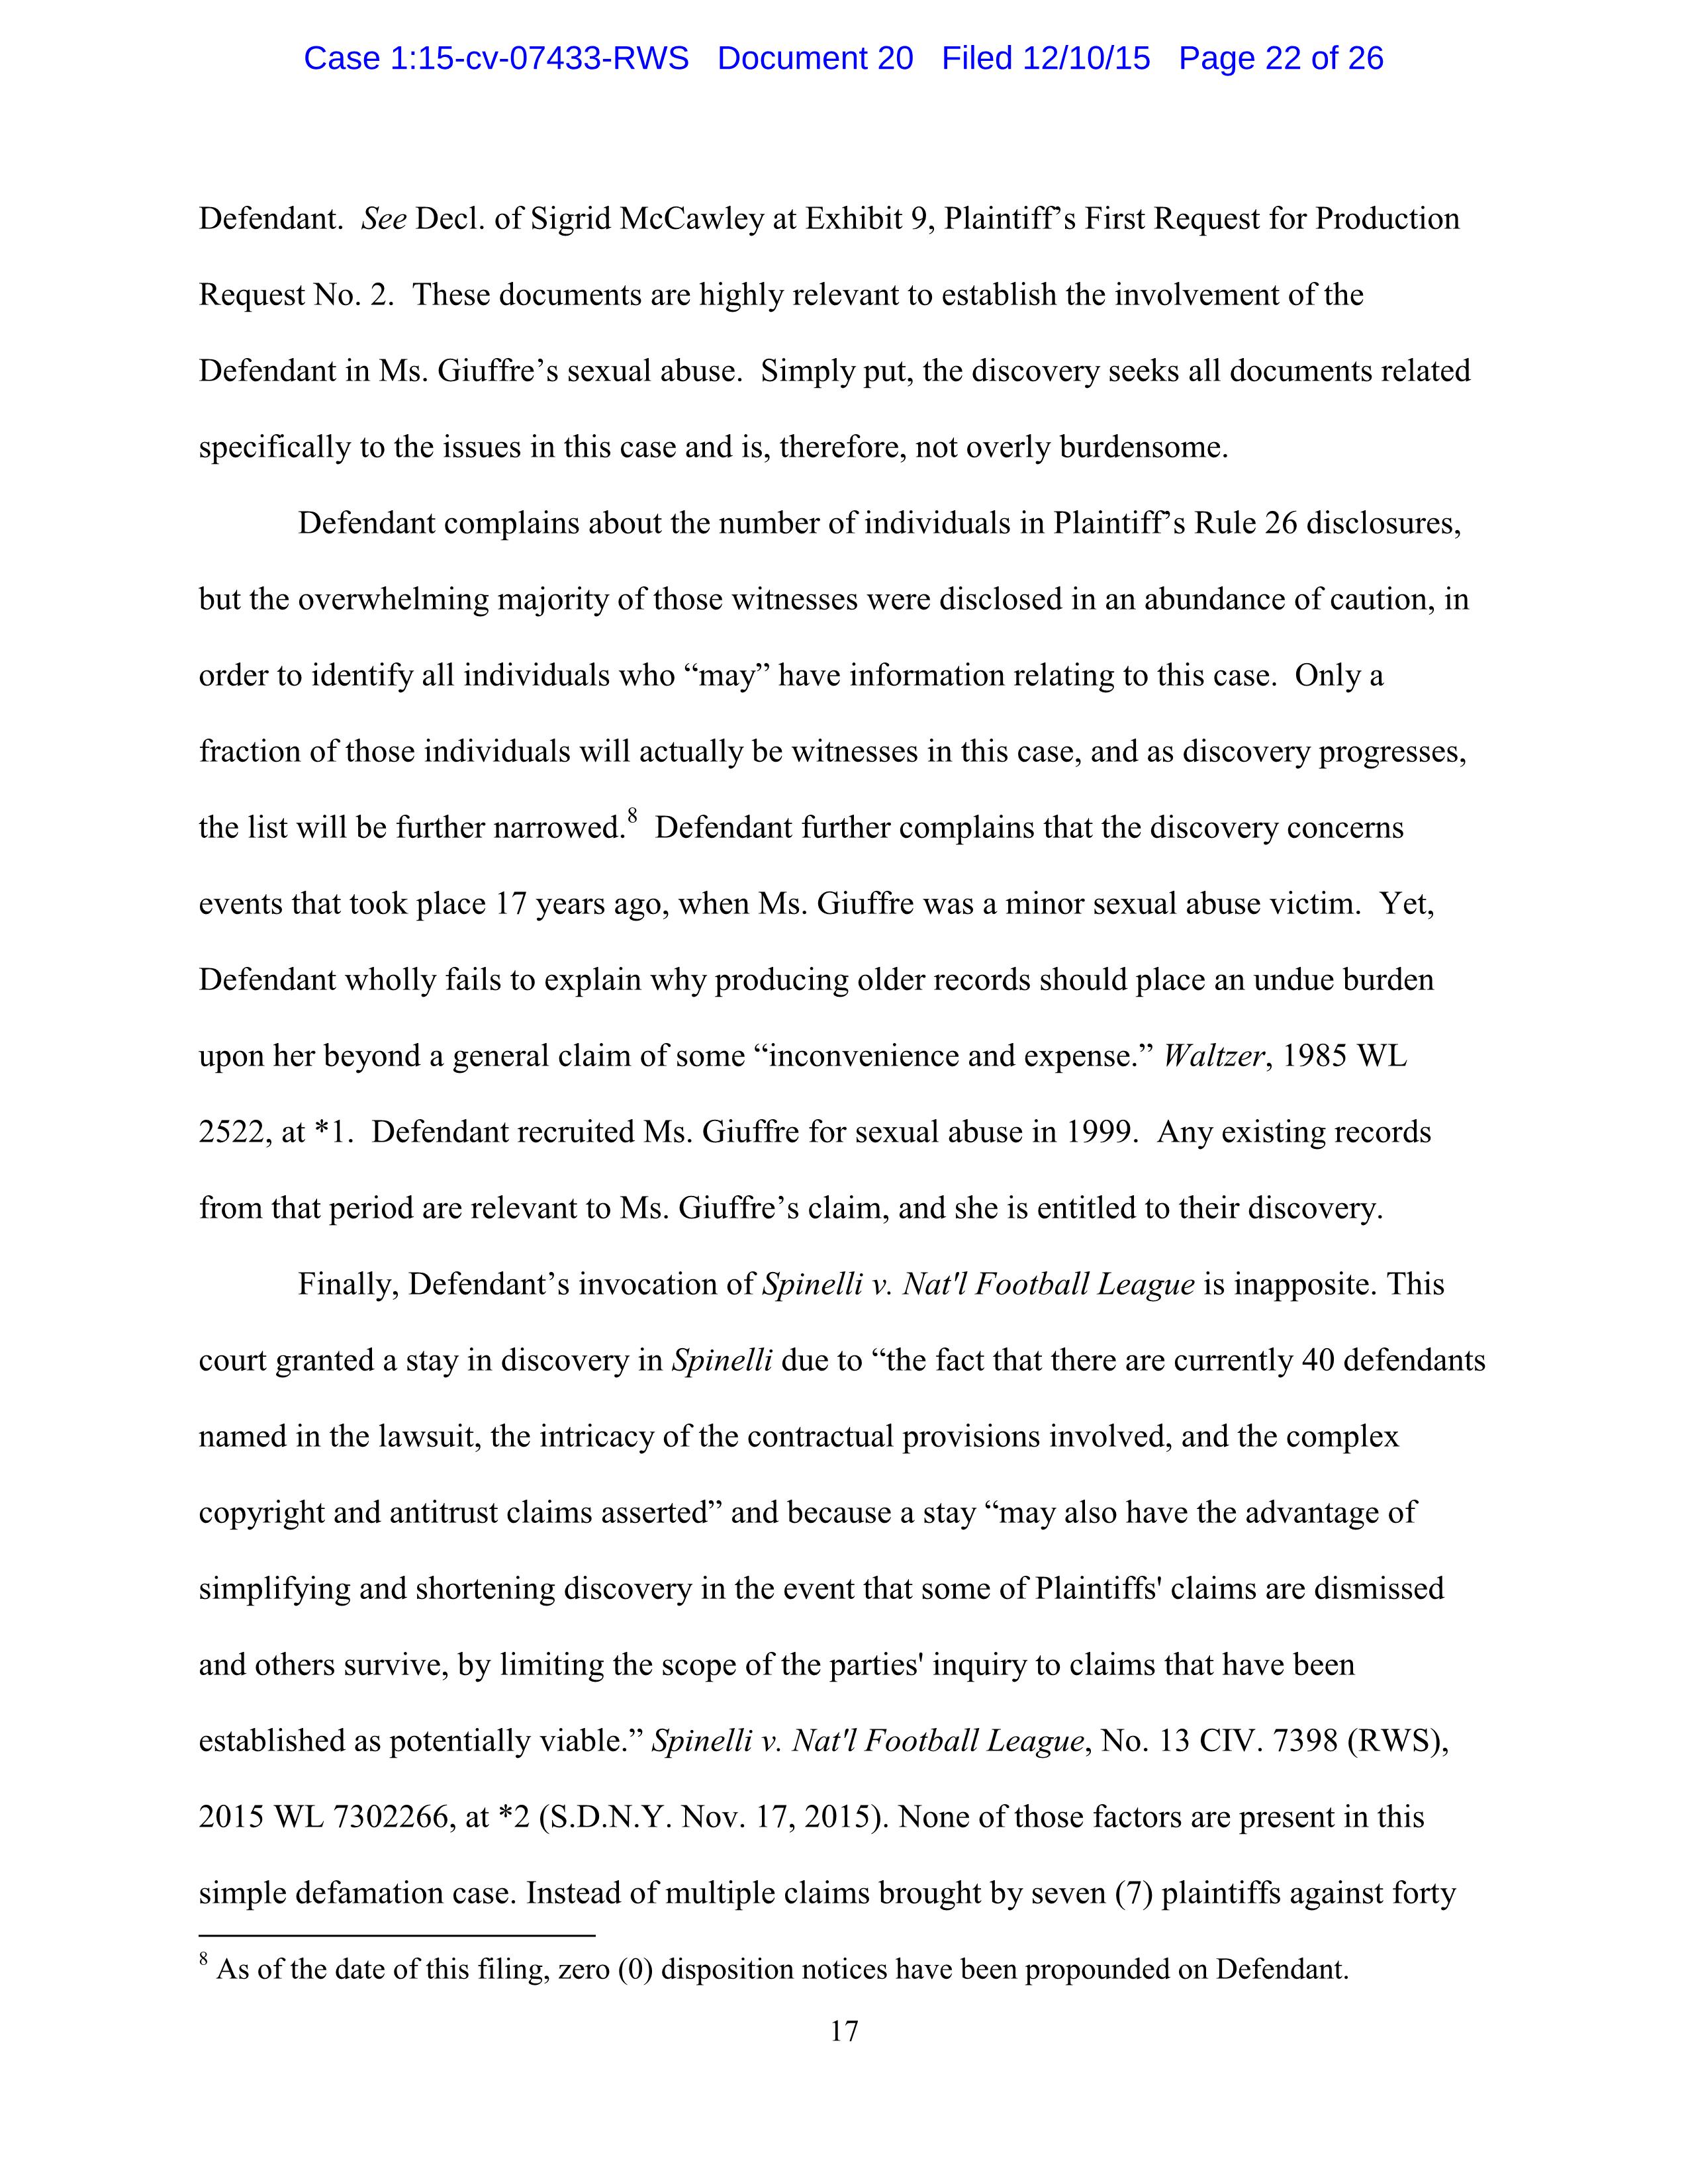 Case 1:15-cv-07433-RWS Document 20 Filed 12/10/15 Page 22 of 26
Defendant. See Decl. of Sigrid McCawley at Exhibit 9, Plaintiff’s First Request for Production
Request No. 2. These documents are highly relevant to establish the involvement of the
Defendant in Ms. Giuffre’s sexual abuse. Simply put, the discovery seeks all documents related
specifically to the issues in this case and is, therefore, not overly burdensome.
Defendant complains about the number of individuals in Plaintiff’s Rule 26 disclosures,
but the overwhelming majority of those witnesses were disclosed in an abundance of caution, in
order to identify all individuals who “may” have information relating to this case. Only a
fraction of those individuals will actually be witnesses in this case, and as discovery progresses,
the list will be further narrowed.8 Defendant further complains that the discovery concerns
events that took place 17 years ago, when Ms. Giuffre was a minor sexual abuse victim. Yet,
Defendant wholly fails to explain why producing older records should place an undue burden
upon her beyond a general claim of some “inconvenience and expense.” Waltzer, 1985 WL
2522, at *1. Defendant recruited Ms. Giuffre for sexual abuse in 1999. Any existing records
from that period are relevant to Ms. Giuffre’s claim, and she is entitled to their discovery.
Finally, Defendant’s invocation of Spinelli v. Nat'l Football League is inapposite. This
court granted a stay in discovery in Spinelli due to “the fact that there are currently 40 defendants
named in the lawsuit, the intricacy of the contractual provisions involved, and the complex
copyright and antitrust claims asserted” and because a stay “may also have the advantage of
simplifying and shortening discovery in the event that some of Plaintiffs' claims are dismissed
and others survive, by limiting the scope of the parties' inquiry to claims that have been
established as potentially viable.” Spinelli v. Nat'l Football League, No. 13 CIV. 7398 (RWS),
2015 WL 7302266, at *2 (S.D.N.Y. Nov. 17, 2015). None of those factors are present in this
simple defamation case. Instead of multiple claims brought by seven (7) plaintiffs against forty
8 As of the date of this filing, zero (0) disposition notices have been propounded on Defendant.
17